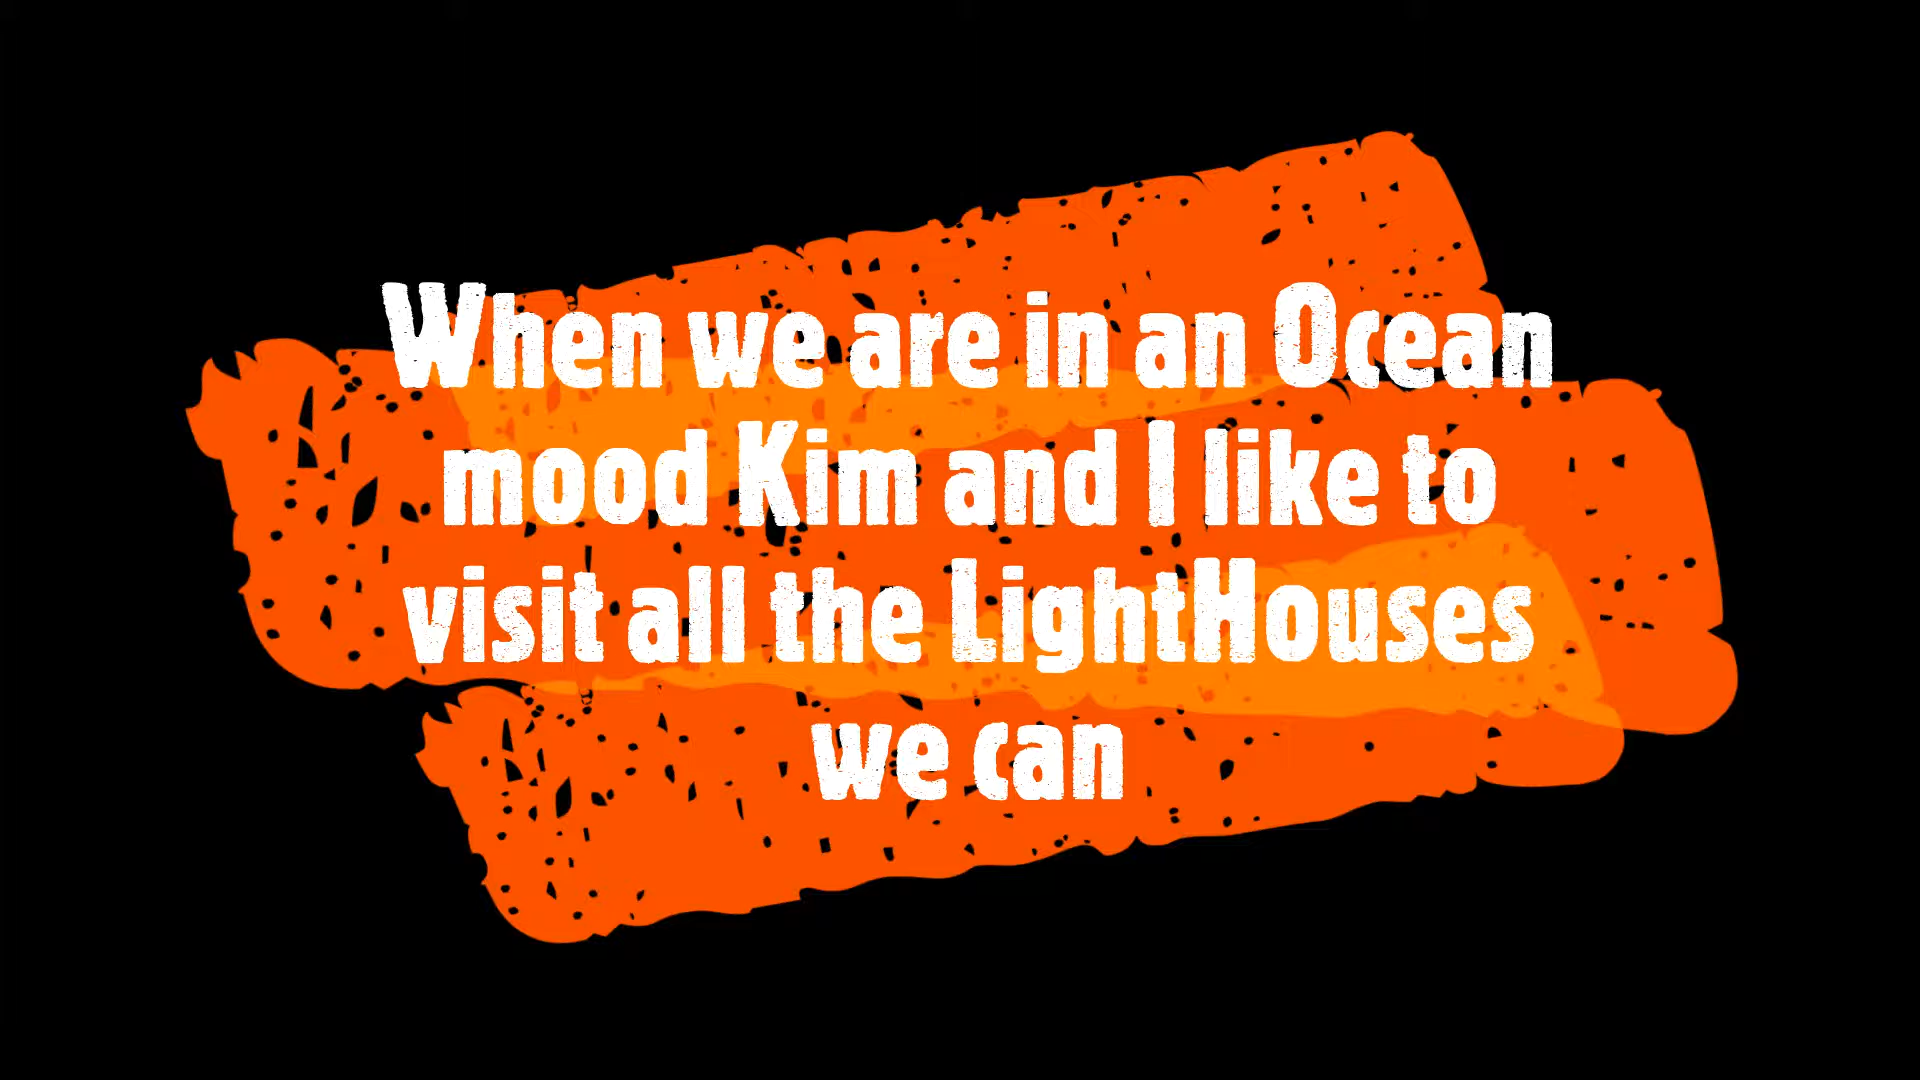 When we are in an Ocean
mood Kim and I like to
visit all the LightHouses
we can